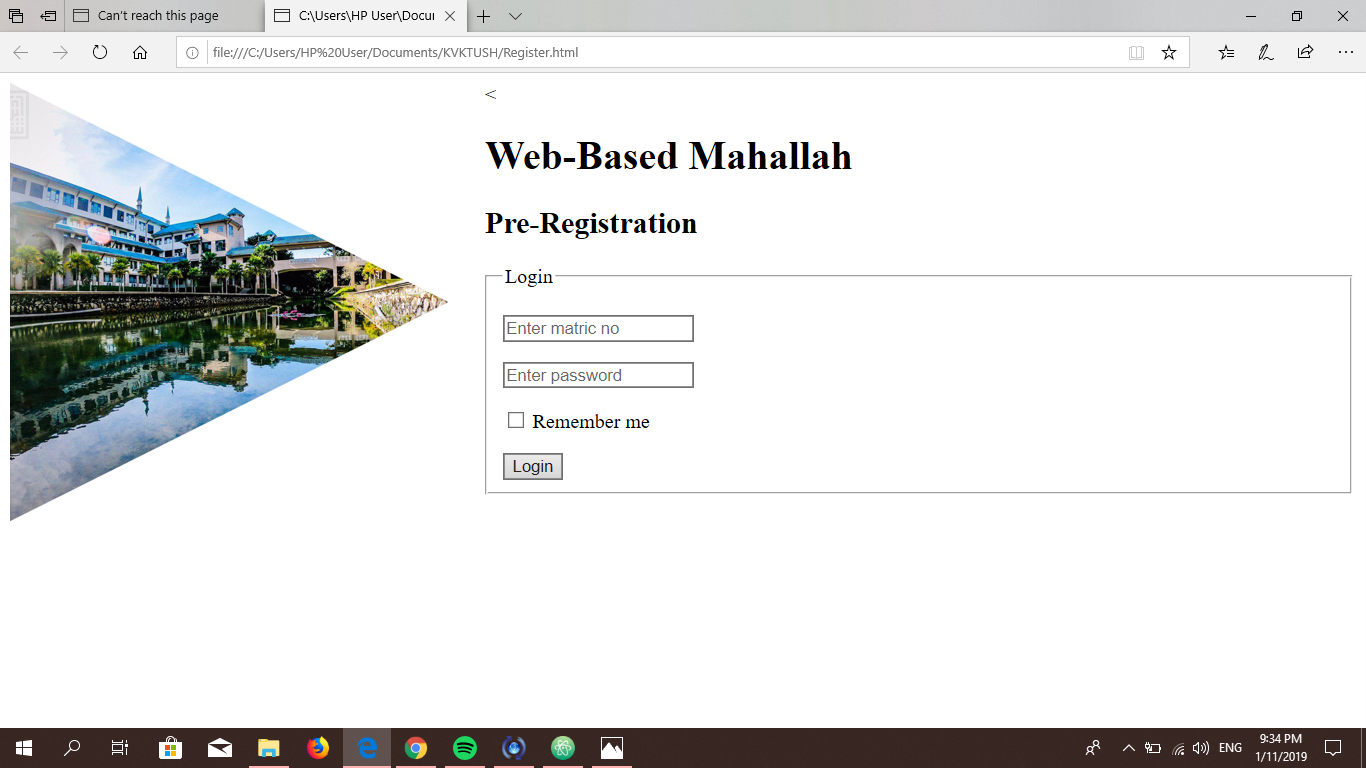 Can't reach this page
C:\Users\HP User\Docu
file:///C:/Users/HP%20User/Documents/KVKTUSH/Register.html
<
Web-Based Mahallah
Pre-Registration
Login
Enter matric no
Enter password
Remember me
Login
ENG
9:34 PM
1/11/2019